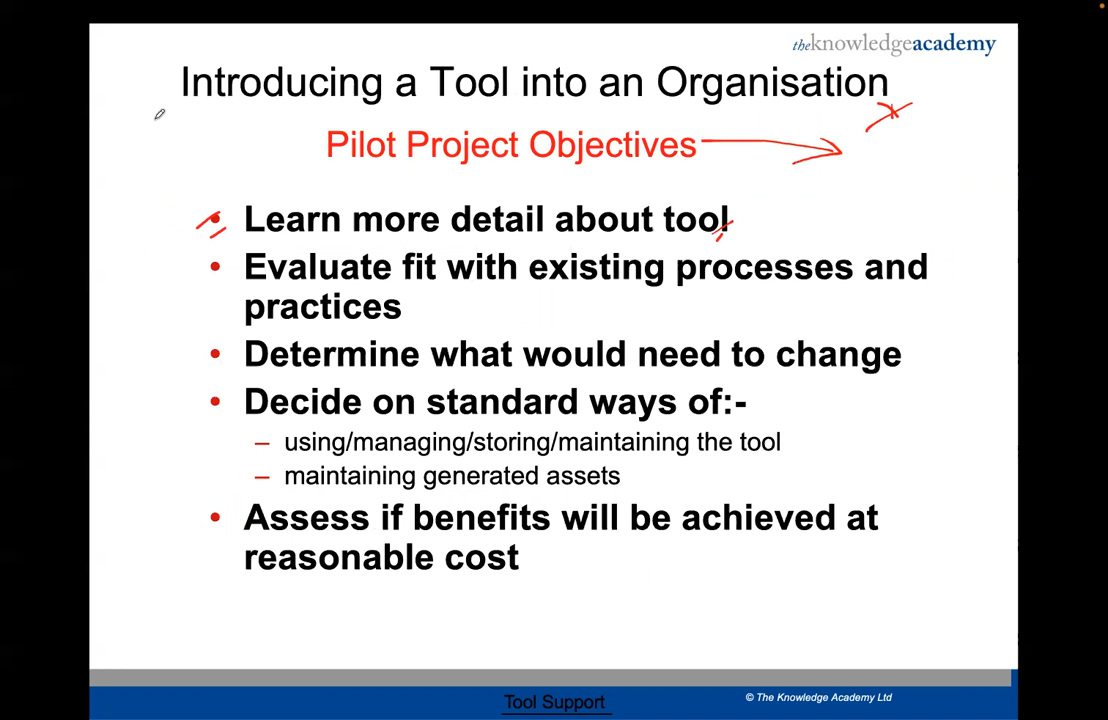 theknowledgeacademy
Introducing a Tool into an Organisation
Pilot Project Objectives
• Learn more detail about tool
• Evaluate fit with existing processes and
practices
• Determine what would need to change
• Decide on standard ways of:-
– using/managing/storing/maintaining the tool
– maintaining generated assets
• Assess if benefits will be achieved at
reasonable cost
Tool Support
© The Knowledge Academy Ltd